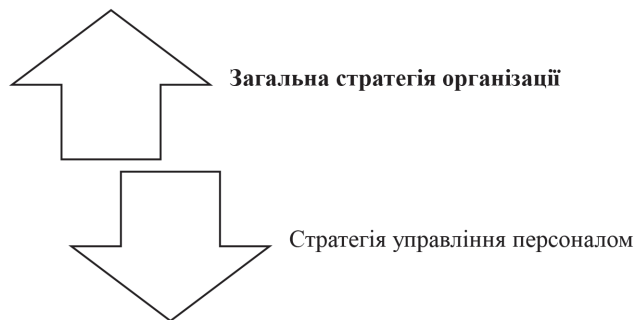 Загальна стратегія організації
Стратегія управління персоналом